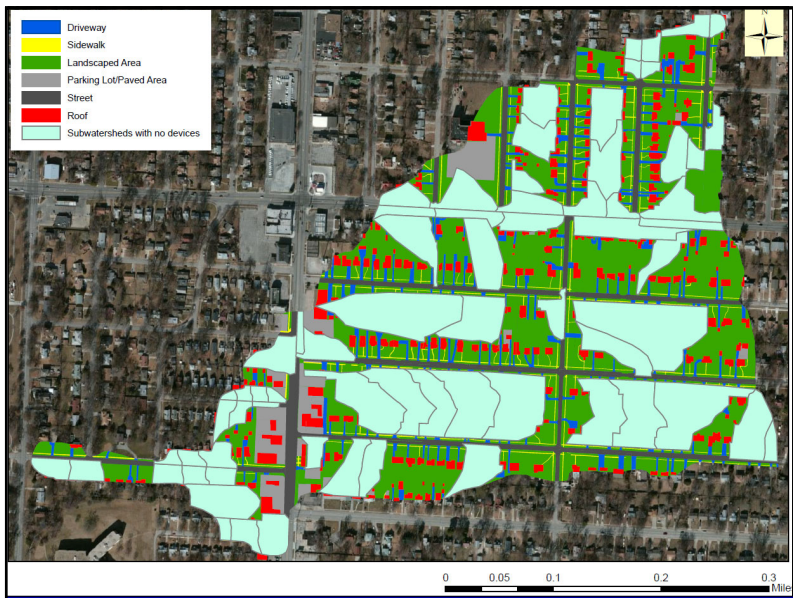 Driveway
Sidewalk
Landscaped Area
Parking Lot/Paved Area
Street
Roof
Subwatersheds with no devices
0 0.05 0.1 0.2 0.3
Miles